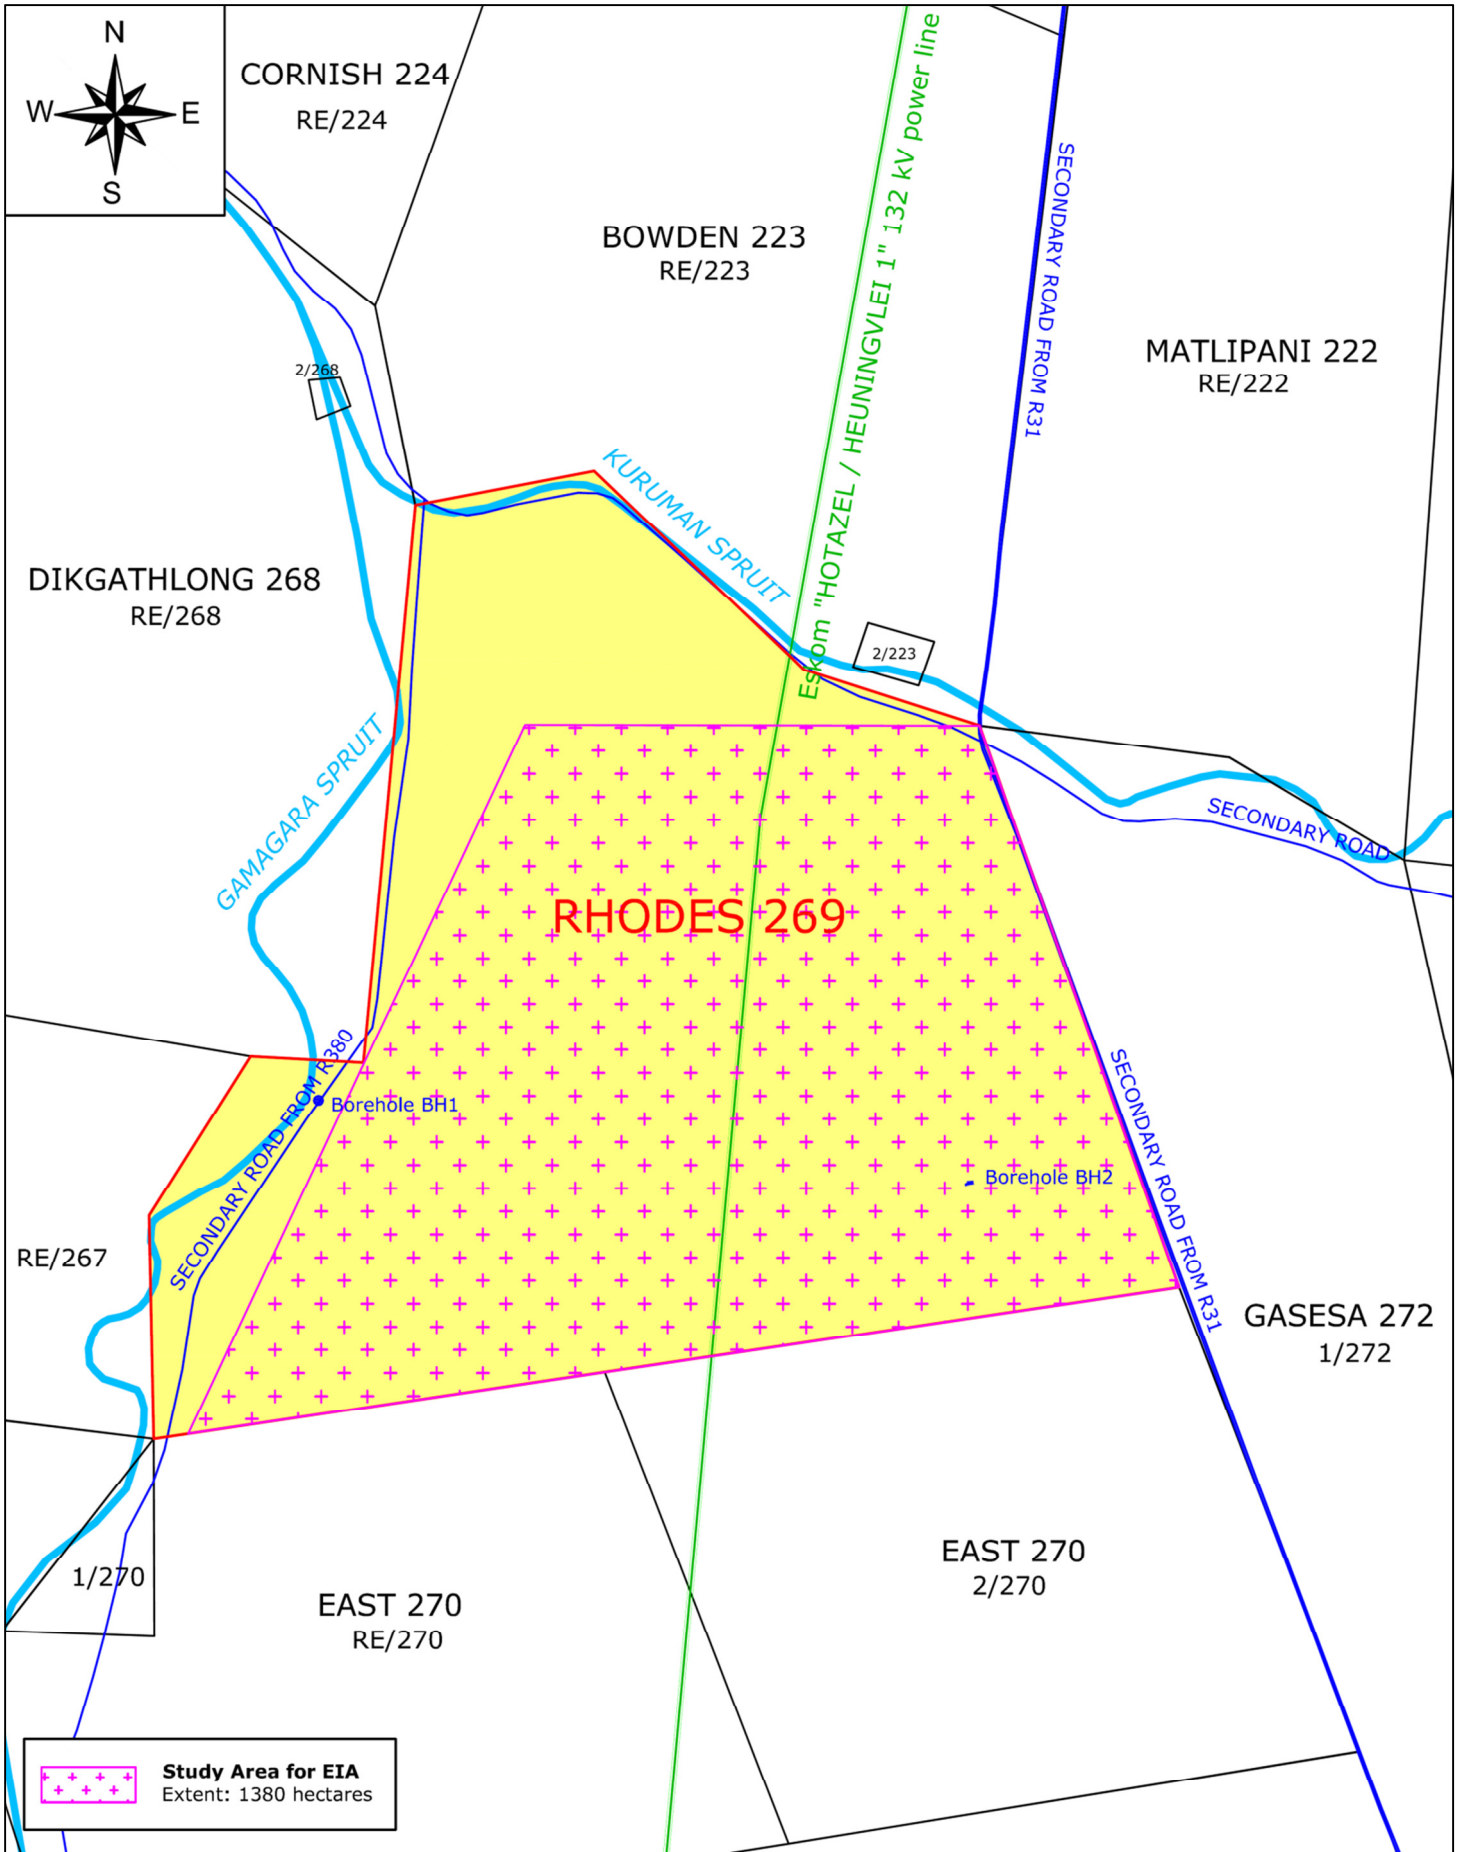 N
W
E
S
CORNISH 224
RE/224
Eskom "HOTAZEL / HEUNINGVLEI 1" 132 kV power line
SECONDARY ROAD FROM R31
BOWDEN 223
RE/223
MATLIPANI 222
RE/222
2/268
KURUMAN SPRUIT
DIKGATHLONG 268
RE/268
2/223
GAMAGARA SPRUIT
SECONDARY ROAD
RHODES 269
SECONDARY ROAD FROM R380
Borehole BH1
SECONDARY ROAD FROM R31
Borehole BH2
RE/267
GASESA 272
1/272
EAST 270
2/270
1/270
EAST 270
RE/270
Study Area for EIA
Extent: 1380 hectares